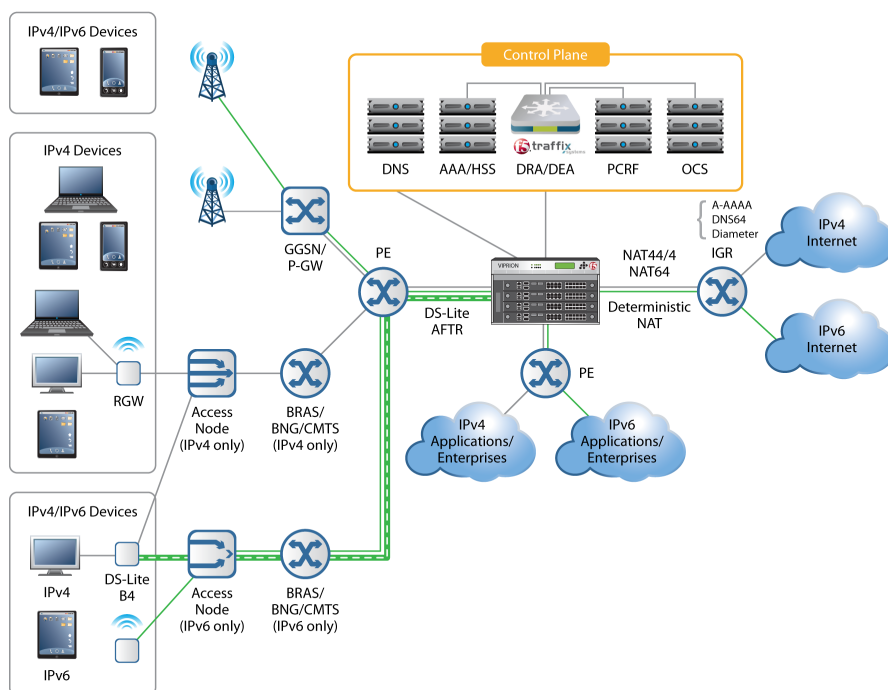 IPv4/IPv6 Devices
Control Plane
DNS
AAA/HSS
f5 traffix
systems
DRA/DEA
PCRF
OCS
IPv4 Devices
GGSN/
P-GW
PE
VIPRION
f5
DS-Lite
AFTR
NAT44/4
NAT64
Deterministic
NAT
A-AAAA
DNS64
Diameter
IGR
IPv4
Internet
IPv6
Internet
PE
IPv4
Applications/
Enterprises
IPv6
Applications/
Enterprises
RGW
Access
Node
(IPv4 only)
BRAS/
BNG/CMTS
(IPv4 only)
IPv4/IPv6 Devices
IPv4
DS-Lite
B4
IPv6
Access
Node
(IPv6 only)
BRAS/
BNG/CMTS
(IPv6 only)